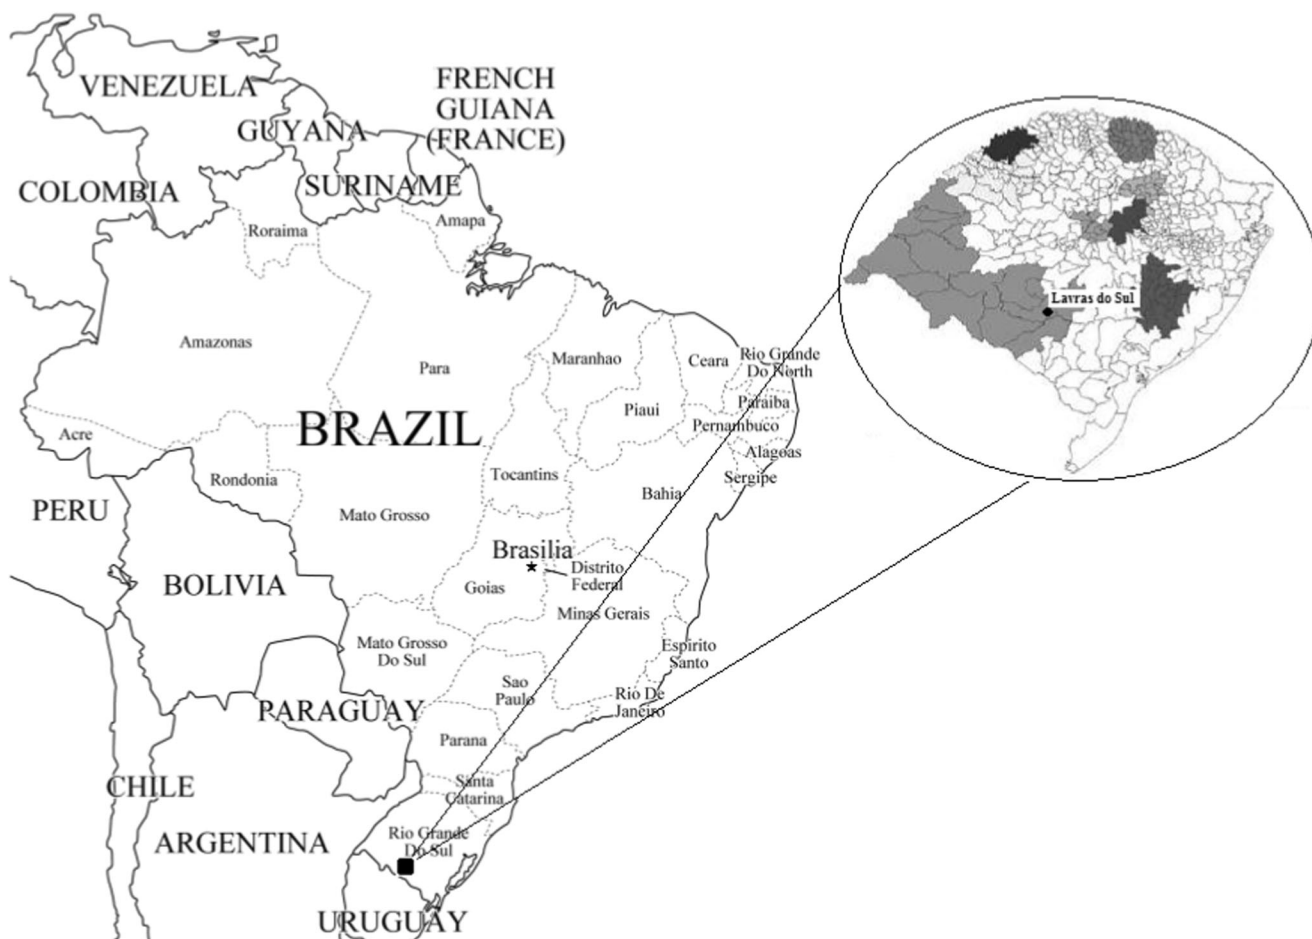 VENEZUELA
FRENCH
GUIANA
(FRANCE)
GUYANA
COLOMBIA
SURINAME
Roraima
Amapa
Lavras do Sul
Amazonas
Para
Maranhao
Ceara
Rio Grande
Do North
Piaui
Paraiba
BRAZIL
Pernambuco
Acre
Alagoas
Rondonia
Tocantins
Sergipe
Bahia
PERU
Mato Grosso
Brasilia
Distrito
Federal
BOLIVIA
Goias
Minas Gerais
Mato Grosso
Do Sul
Espirito
Santo
Sao
Paulo
Rio De
Janeiro
PARAGUAY
Parana
CHILE
Santa
Catarina
ARGENTINA
Rio Grande
Do Sul
URUGUAY